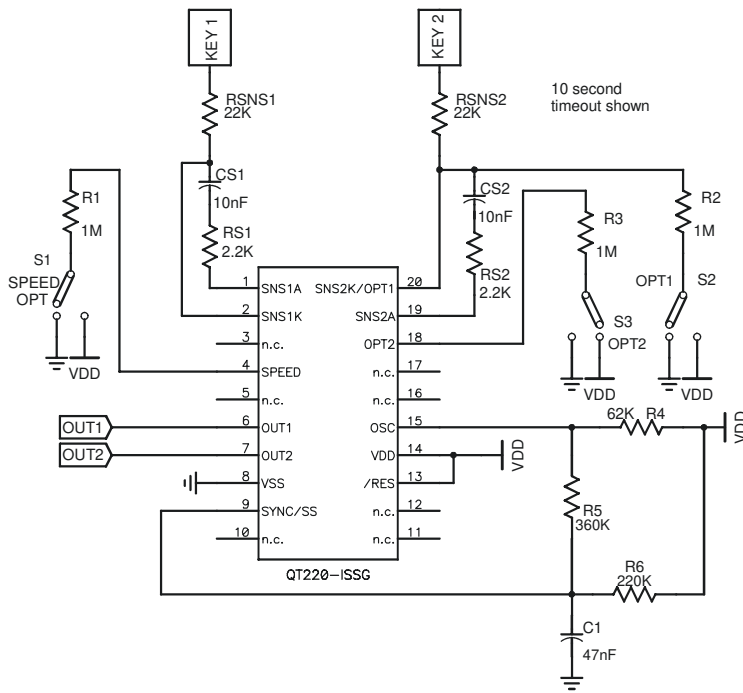 KEY 1
KEY 2
10 second
timeout shown
RSNS1
22K
RSNS2
22K
CS1
10nF
CS2
10nF
R1
1M
R2
1M
R3
1M
RS1
2.2K
RS2
2.2K
S1
SPEED
OPT
VDD
OPT1
S2
S3
OPT2
VDD
VDD
1
SNS1A
SNS2K/OPT1
20
2
SNS1K
SNS2A
19
3
n.c.
OPT2
18
4
SPEED
n.c.
17
5
n.c.
n.c.
16
OUT1
6
OUT1
OSC
15
OUT2
7
OUT2
VDD
14
VDD
8
VSS
/RES
13
9
SYNC/SS
n.c.
12
10
n.c.
n.c.
11
QT220-ISSG
62K
R4
VDD
R5
360K
R6
220K
C1
47nF